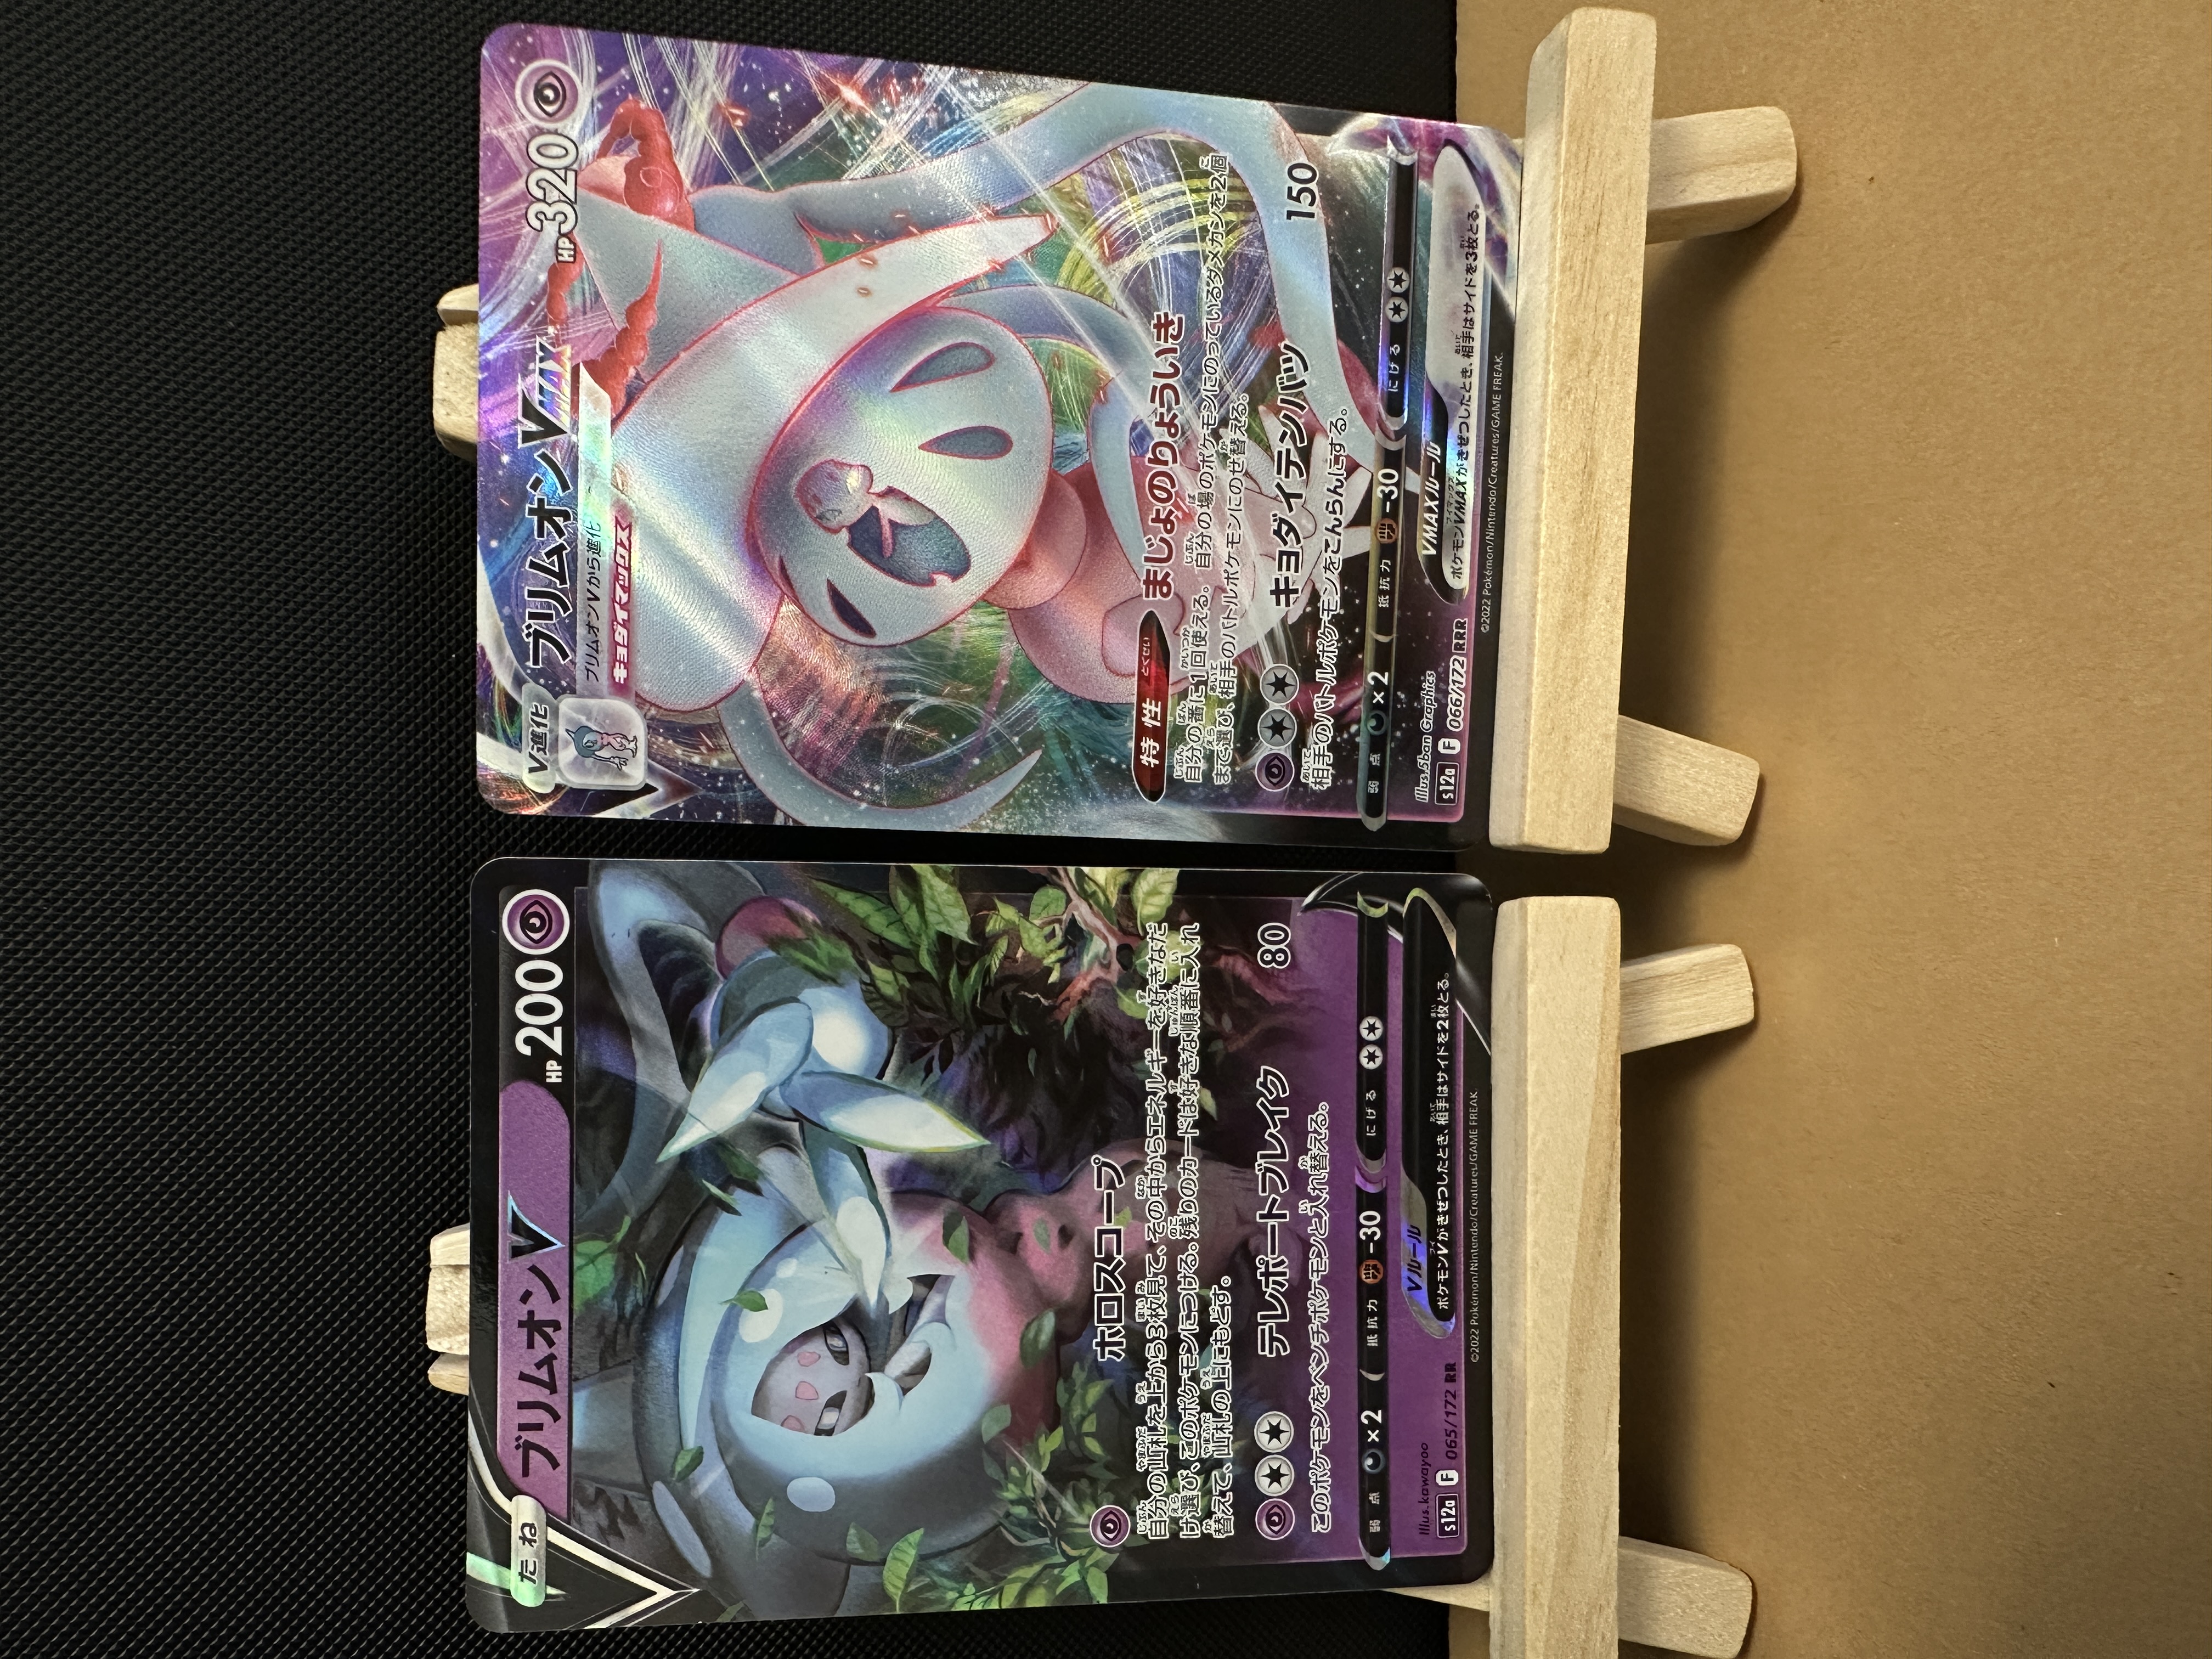 たね
ブリムオンV
HP 200
ホロスコープ
自分の山札を上から3枚見て、その中からエネルギーを好きなだ
け選び、このポケモンにつける。残りのカードは好きな順番に入れ
替えて、山札の上にもどす。
テレポートブレイク 80
このポケモンをベンチポケモンと入れ替える。
弱点 ×2 抵抗力 -30 にげる
Illus.kawayoo
Vルール
s12a F 065/172 RR
ポケモンVがきぜつしたとき、相手はサイドを2枚とる。
©2022 Pokémon/Nintendo/Creatures/GAME FREAK.
V進化
ブリムオンVMAX
HP 320
ブリムオンVから進化
キョダイマックス
特性 とくせい まじょのりょういき
自分の番に1回使える。自分の場のポケモンにのっているダメカンを2個
まで選び、相手のバトルポケモンにのせ替える。
キョダイテンバツ 150
相手のバトルポケモンをこんらんにする。
弱点 ×2 抵抗力 -30 にげる
Illus.5ban Graphics
VMAXルール
s12a F 066/172 RRR
ポケモンVMAXがきぜつしたとき、相手はサイドを3枚とる。
©2022 Pokémon/Nintendo/Creatures/GAME FREAK.